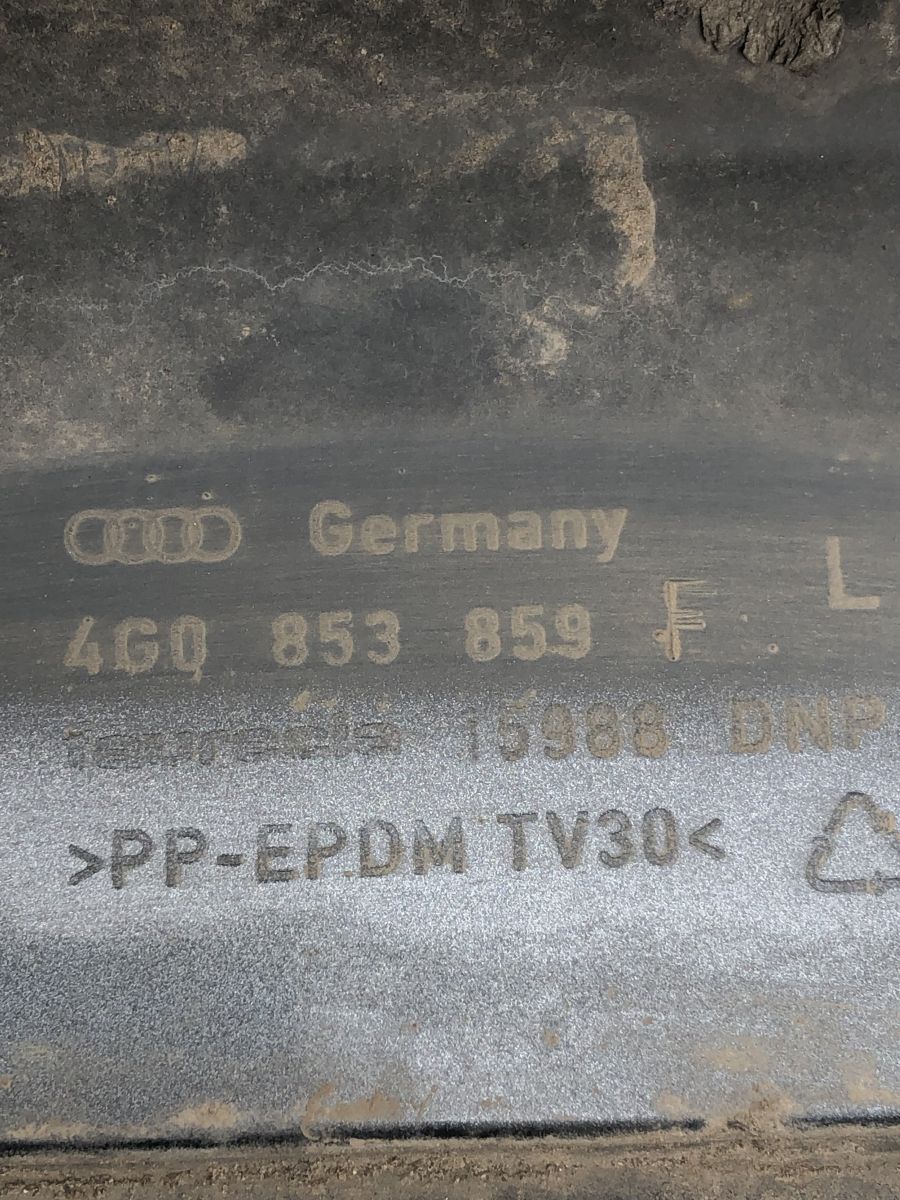 Germany
L
4G0 853 859 F
15988 DNP
>PP-EPDM TV30<